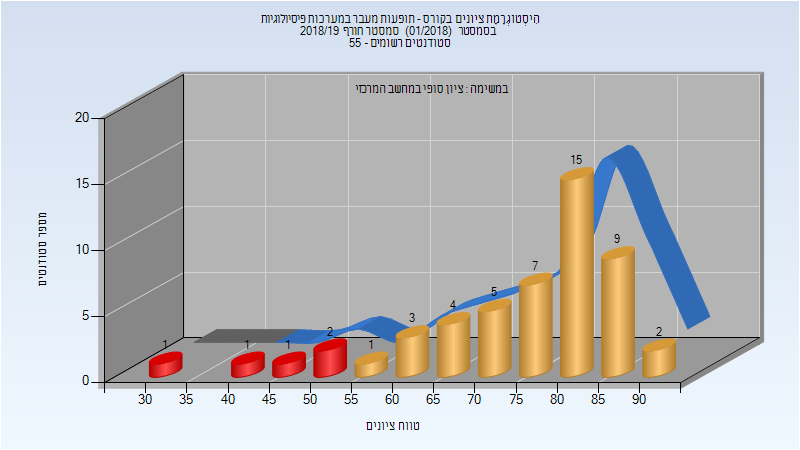 היסטוגרמת ציונים בקורס - תופעות מעבר במערכות פיסיולוגיות
בסמסטר (01/2018) סמסטר חורף 2018/19
סטודנטים רשומים - 55
במשימה : ציון סופי במחשב המרכזי
מספר סטודנטים
20
15
10
5
0
1
1
1
2
1
3
4
5
7
15
9
2
30 35 40 45 50 55 60 65 70 75 80 85 90
טווח ציונים